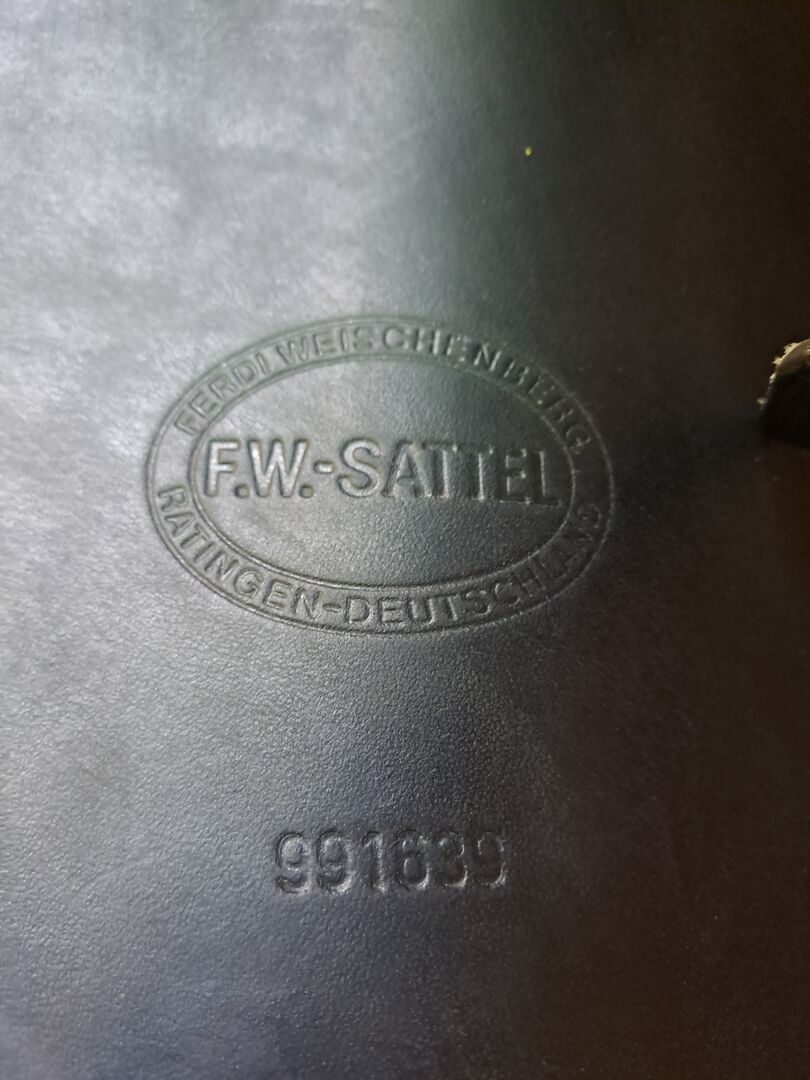 FERDI WEISCHENBERG
F.W.-SATTEL
RATINGEN-DEUTSCHLAND
991639